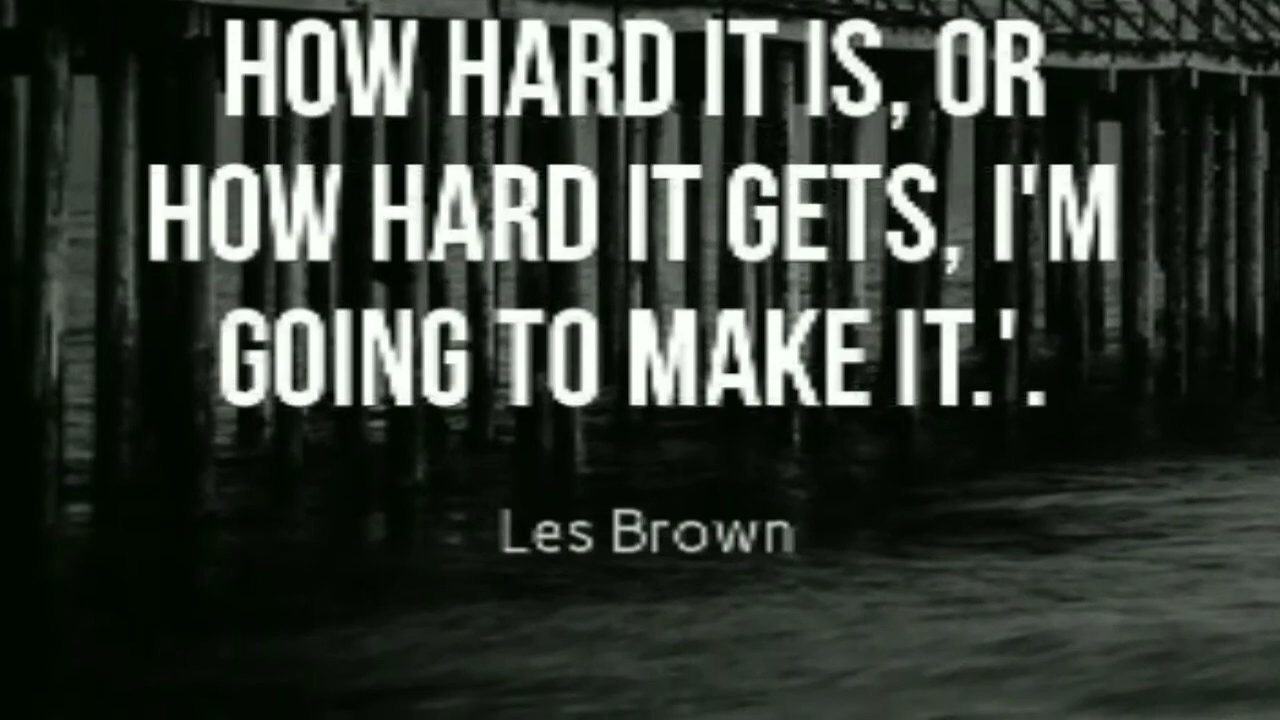 HOW HARD IT IS, OR
HOW HARD IT GETS, I'M
GOING TO MAKE IT.'.
Les Brown